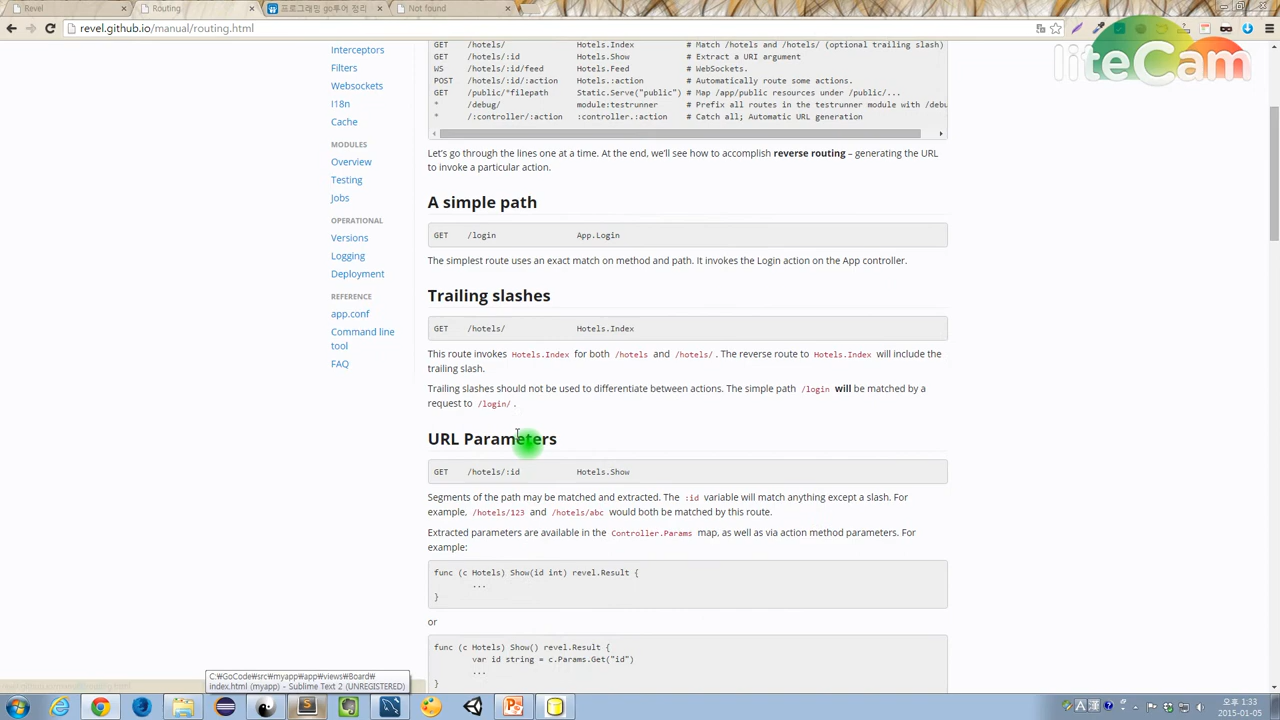 Revel
Routing
프로그래밍 go투어 정리
Not found
revel.github.io/manual/routing.html
liteCam
Interceptors
Filters
Websockets
I18n
Cache
MODULES
Overview
Testing
Jobs
OPERATIONAL
Versions
Logging
Deployment
REFERENCE
app.conf
Command line
tool
FAQ
GET /hotels/ Hotels.Index # Match /hotels and /hotels/ (optional trailing slash)
GET /hotels/:id Hotels.Show # Extract a URI argument
WS /hotels/:id/feed Hotels.Feed # WebSockets.
POST /hotels/:id/:action Hotels.:action # Automatically route some actions.
GET /public/*filepath Static.Serve("public") # Map /app/public resources under /public/...
* /debug/ module:testrunner # Prefix all routes in the testrunner module with /debu
* /:controller/:action :controller.:action # Catch all; Automatic URL generation
Let's go through the lines one at a time. At the end, we'll see how to accomplish reverse routing – generating the URL
to invoke a particular action.
A simple path
GET /login App.Login
The simplest route uses an exact match on method and path. It invokes the Login action on the App controller.
Trailing slashes
GET /hotels/ Hotels.Index
This route invokes Hotels.Index for both /hotels and /hotels/ . The reverse route to Hotels.Index will include the
trailing slash.
Trailing slashes should not be used to differentiate between actions. The simple path /login will be matched by a
request to /login/ .
URL Parameters
GET /hotels/:id Hotels.Show
Segments of the path may be matched and extracted. The :id variable will match anything except a slash. For
example, /hotels/123 and /hotels/abc would both be matched by this route.
Extracted parameters are available in the Controller.Params map, as well as via action method parameters. For
example:
func (c Hotels) Show(id int) revel.Result {
...
}
or
func (c Hotels) Show() revel.Result {
var id string = c.Params.Get("id")
...
}
C:₩GoCode₩src₩myapp₩app₩views₩Board₩
index.html (myapp) - Sublime Text 2 (UNREGISTERED)
오후 1:33
2015-01-05